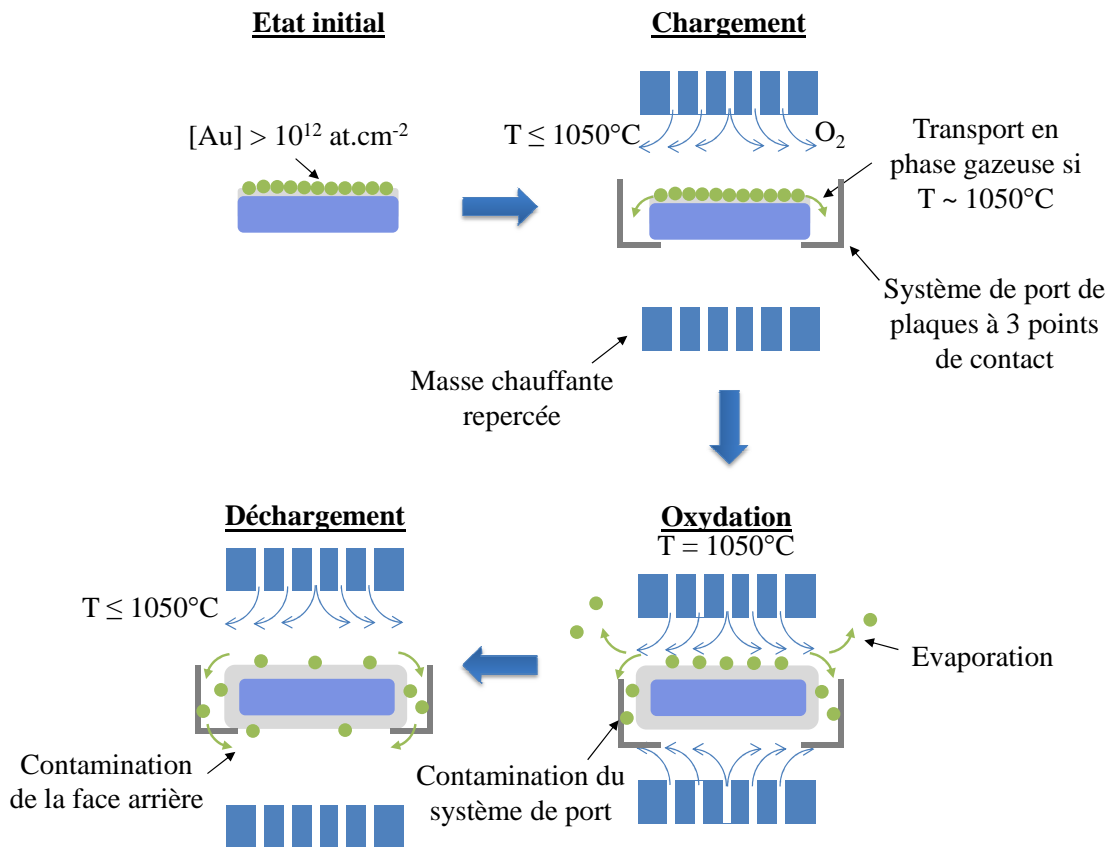 Etat initial
[Au] > 10¹² at.cm⁻²
Chargement
T ≤ 1050°C
O₂
Transport en
phase gazeuse si
T ~ 1050°C
Système de port de
plaques à 3 points
de contact
Masse chauffante
repercée
Oxydation
T = 1050°C
Evaporation
Contamination du
système de port
Déchargement
T ≤ 1050°C
Contamination
de la face arrière